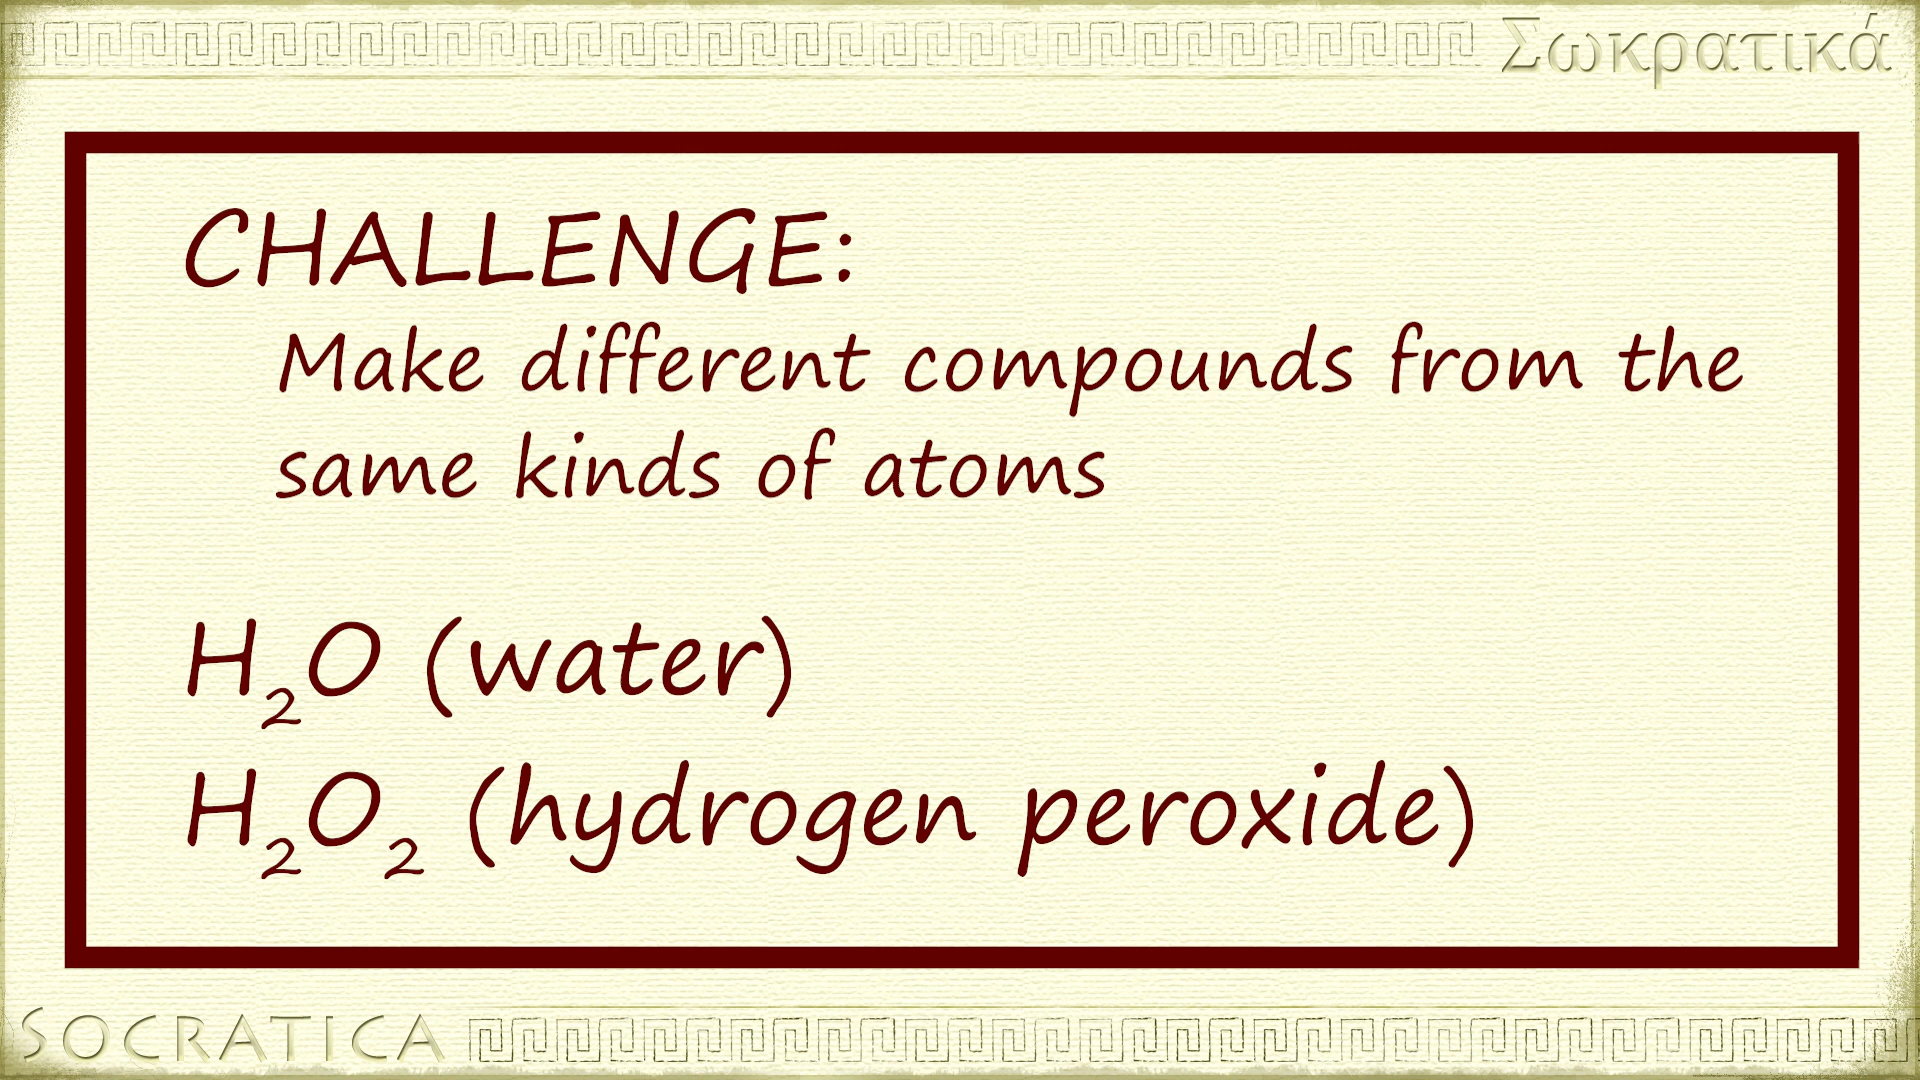 Σωκρατικά
CHALLENGE:
Make different compounds from the
same kinds of atoms
H₂O (water)
H₂O₂ (hydrogen peroxide)
SOCRATICA